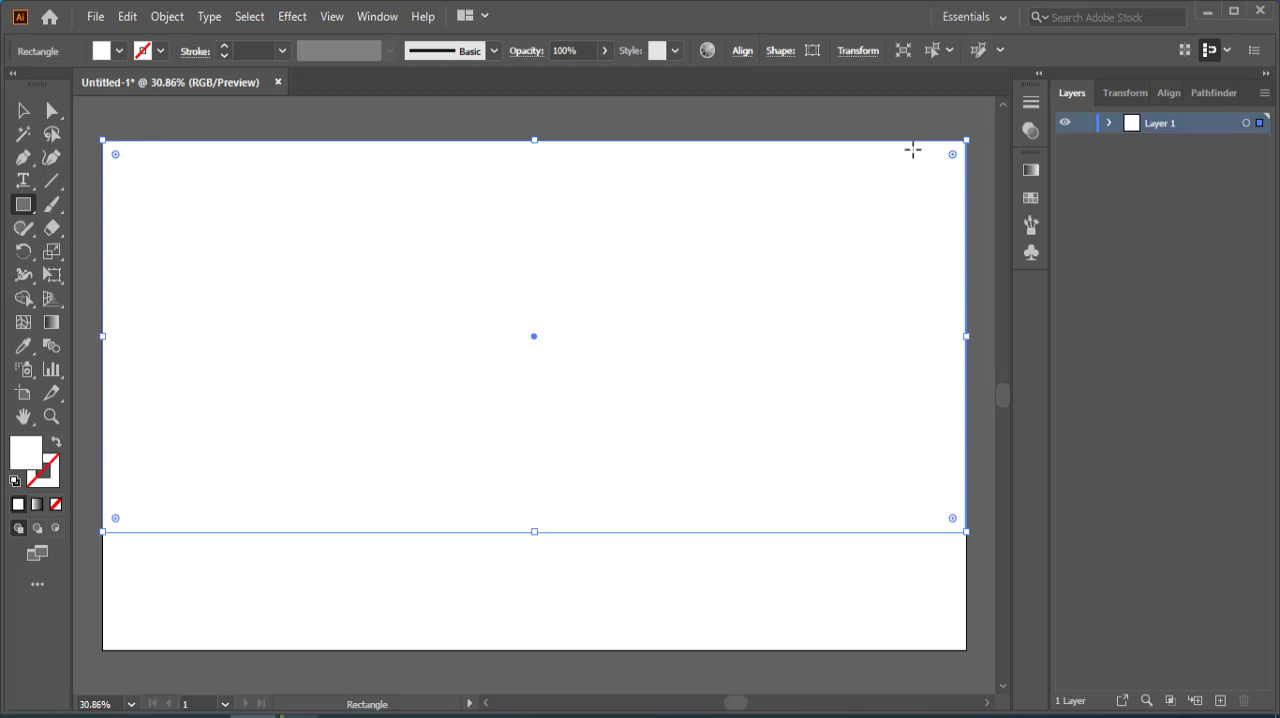 Ai File Edit Object Type Select Effect View Window Help Essentials Search Adobe Stock
Rectangle Stroke: Basic Opacity: 100% Style: Align Shape: Transform
Untitled-1* @ 30.86% (RGB/Preview)
Layers Transform Align Pathfinder
Layer 1
30.86% 1 Rectangle 1 Layer